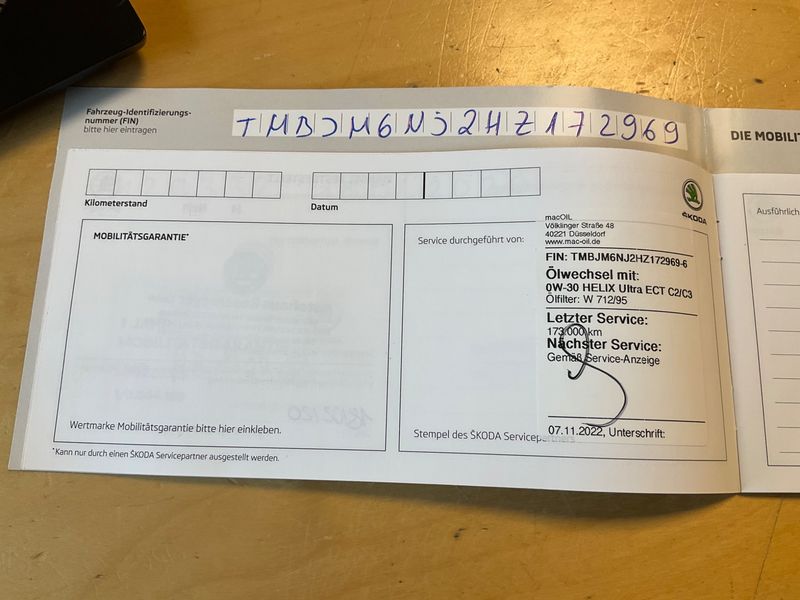 Fahrzeug-Identifizierungs-
nummer (FIN)
bitte hier eintragen
TMBJM6NJ2HZ172969
DIE MOBILIT
Kilometerstand
Datum
MOBILITÄTSGARANTIE*
Wertmarke Mobilitätsgarantie bitte hier einkleben.
*Kann nur durch einen ŠKODA Servicepartner ausgestellt werden.
Service durchgeführt von:
Stempel des ŠKODA Servicepartners
ŠKODA
macOIL
Völklinger Straße 48
40221 Düsseldorf
www.mac-oil.de
FIN: TMBJM6NJ2HZ172969-6
Ölwechsel mit:
0W-30 HELIX Ultra ECT C2/C3
Ölfilter: W 712/95
Letzter Service:
173.000 km
Nächster Service:
Gemäß Service-Anzeige
07.11.2022, Unterschrift:
Ausführlich